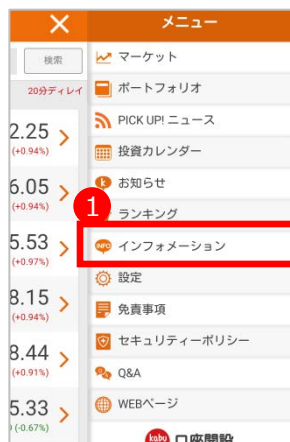 メニュー
検索
20分ディレイ
2.25
(+0.94%)
6.05
(+0.94%)
5.53
(+0.97%)
8.15
(+0.94%)
8.44
(+0.91%)
5.33
(-0.67%)
マーケット
ポートフォリオ
PICK UP! ニュース
投資カレンダー
お知らせ
1
ランキング
INFO
インフォメーション
設定
免責事項
セキュリティーポリシー
Q&A
WEBページ
kabu 口座開設